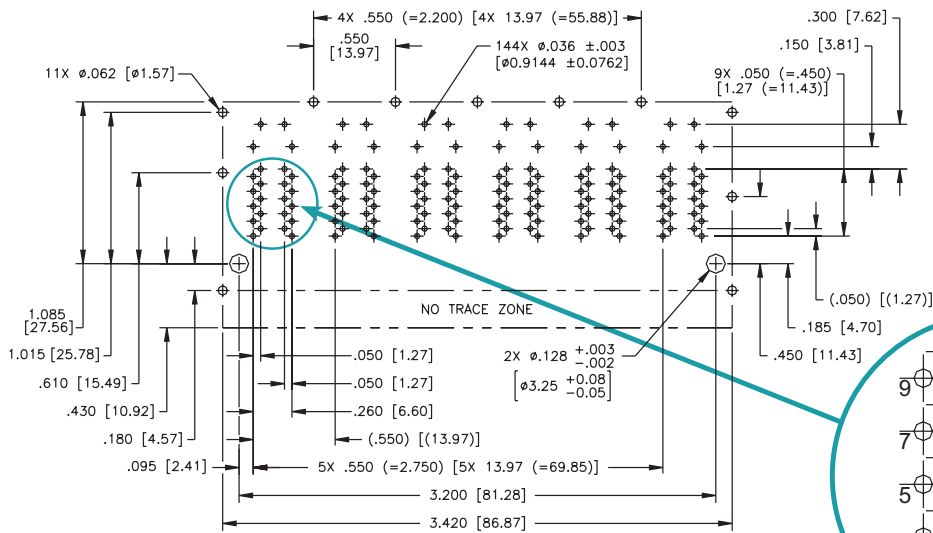 4X .550 (=2.200) [4X 13.97 (=55.88)]
.300 [7.62]
.550
[13.97]
144X ø.036 ±.003
[ø0.9144 ±0.0762]
.150 [3.81]
11X ø.062 [ø1.57]
9X .050 (=.450)
[1.27 (=11.43)]
NO TRACE ZONE
(.050) [(1.27)]
1.085
[27.56]
.185 [4.70]
1.015 [25.78]
.050 [1.27]
2X ø.128 +.003
-.002
[ø3.25 +0.08
-0.05]
.450 [11.43]
.610 [15.49]
.050 [1.27]
.430 [10.92]
.260 [6.60]
.180 [4.57]
(.550) [(13.97)]
.095 [2.41]
5X .550 (=2.750) [5X 13.97 (=69.85)]
3.200 [81.28]
3.420 [86.87]
9
7
5